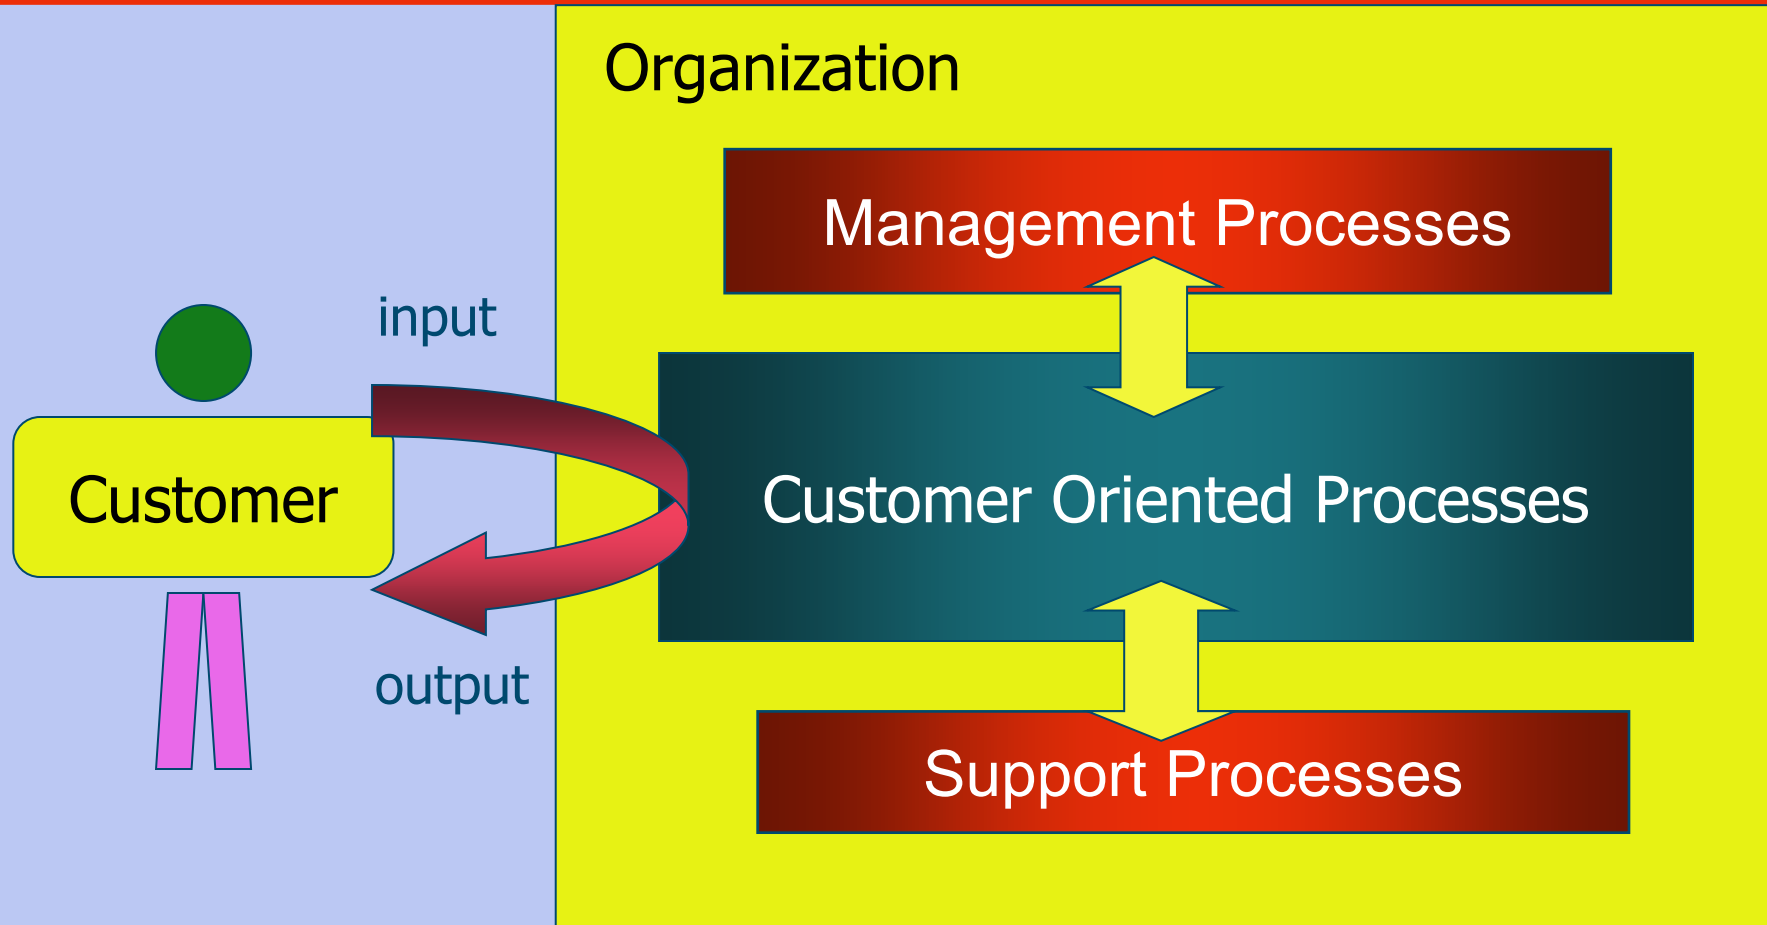 Organization
Management Processes
input
Customer
Customer Oriented Processes
output
Support Processes